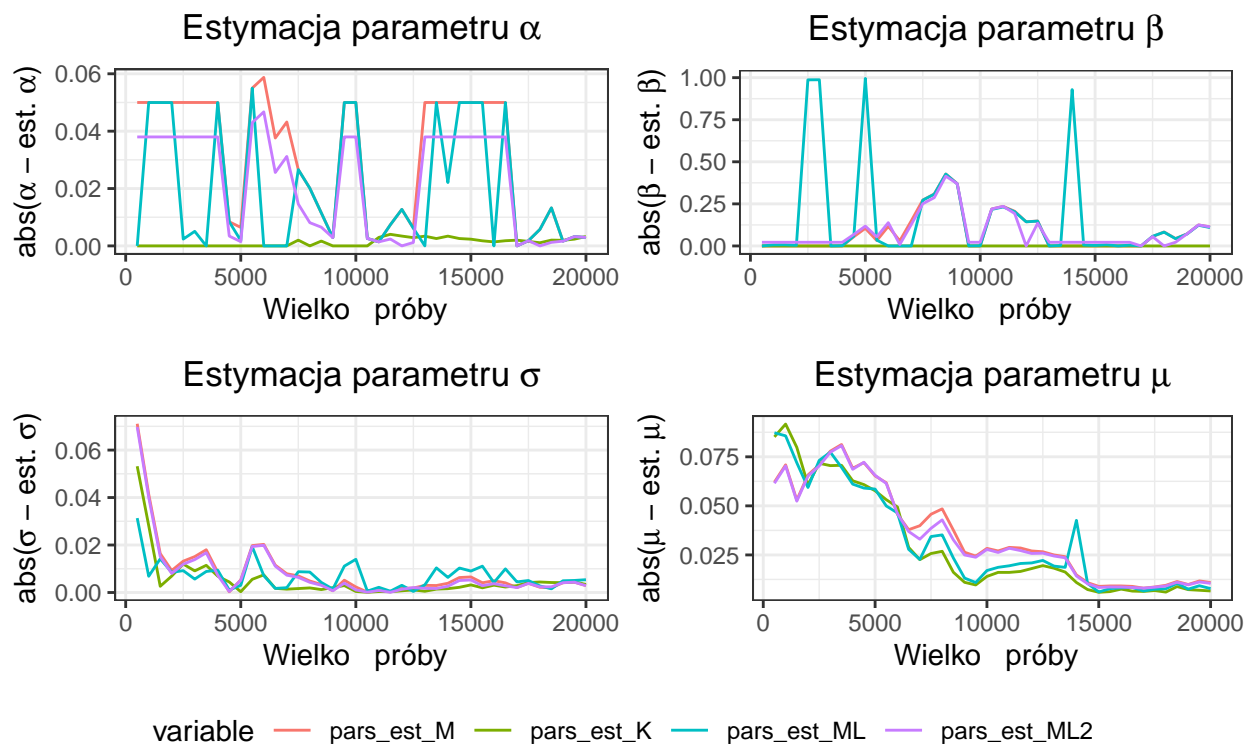 Estymacja parametru α
abs(α − est. α)
0.06
0.04
0.02
0.00
0 5000 10000 15000 20000
Wielko próby
Estymacja parametru β
abs(β − est. β)
1.00
0.75
0.50
0.25
0.00
0 5000 10000 15000 20000
Wielko próby
Estymacja parametru σ
abs(σ − est. σ)
0.06
0.04
0.02
0.00
0 5000 10000 15000 20000
Wielko próby
Estymacja parametru μ
abs(μ − est. μ)
0.075
0.050
0.025
0 5000 10000 15000 20000
Wielko próby
variable pars_est_M pars_est_K pars_est_ML pars_est_ML2